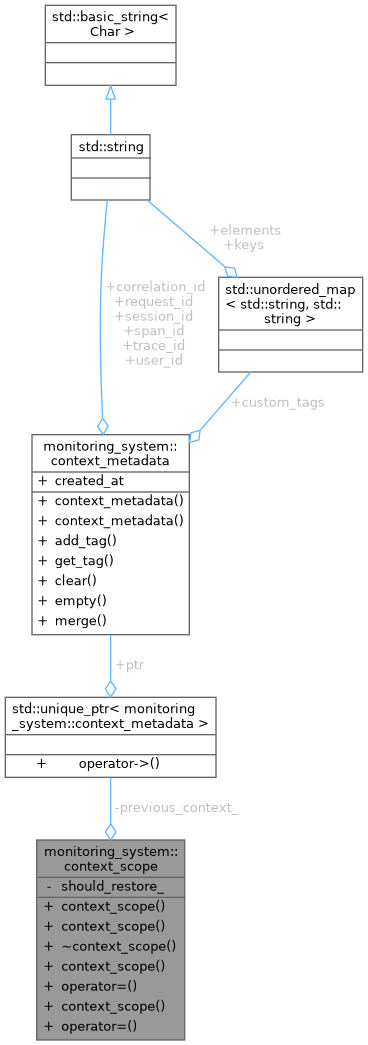 std::basic_string<
Char >
std::string
+elements
+keys
std::unordered_map
< std::string, std::
string >
+correlation_id
+request_id
+session_id
+span_id
+trace_id
+user_id
+custom_tags
monitoring_system::
context_metadata
+ created_at
+ context_metadata()
+ context_metadata()
+ add_tag()
+ get_tag()
+ clear()
+ empty()
+ merge()
+ptr
std::unique_ptr< monitoring
_system::context_metadata >
+ operator->()
-previous_context_
monitoring_system::
context_scope
- should_restore_
+ context_scope()
+ context_scope()
+ ~context_scope()
+ context_scope()
+ operator=()
+ context_scope()
+ operator=()